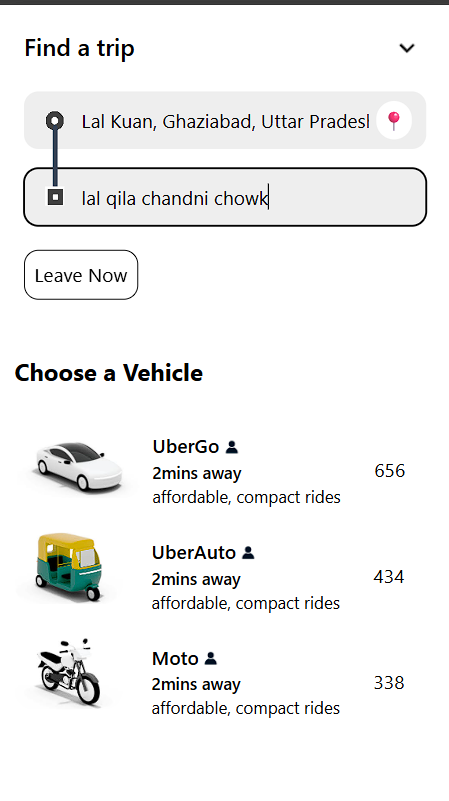 Find a trip
Lal Kuan, Ghaziabad, Uttar Pradesl
lal qila chandni chowk
Leave Now
Choose a Vehicle
UberGo
2mins away
656
affordable, compact rides
UberAuto
2mins away
434
affordable, compact rides
Moto
2mins away
338
affordable, compact rides